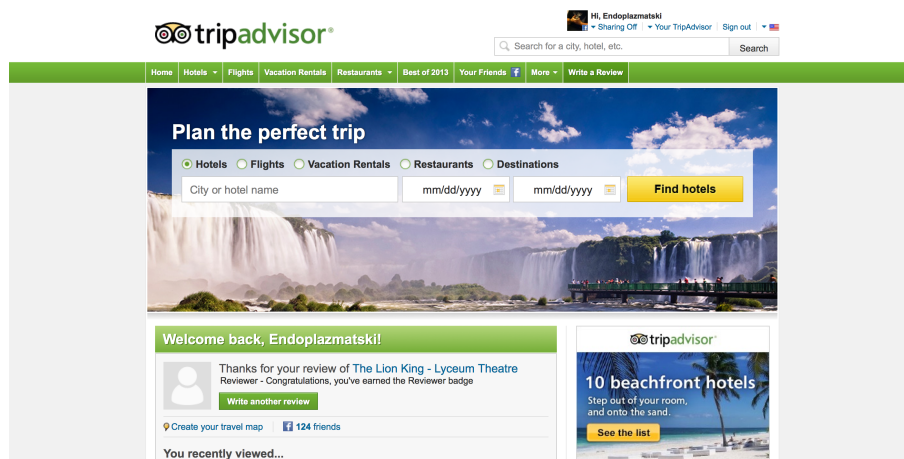 tripadvisor®
Hi, Endoplazmatski
Sharing Off
Your TripAdvisor
Sign out
Search for a city, hotel, etc.
Search
Home Hotels Flights Vacation Rentals Restaurants Best of 2013 Your Friends More Write a Review
Plan the perfect trip
Hotels Flights Vacation Rentals Restaurants Destinations
City or hotel name mm/dd/yyyy mm/dd/yyyy Find hotels
Welcome back, Endoplazmatski!
Thanks for your review of The Lion King - Lyceum Theatre
Reviewer - Congratulations, you've earned the Reviewer badge
Write another review
Create your travel map 124 friends
You recently viewed...
tripadvisor®
10 beachfront hotels
Step out of your room,
and onto the sand.
See the list